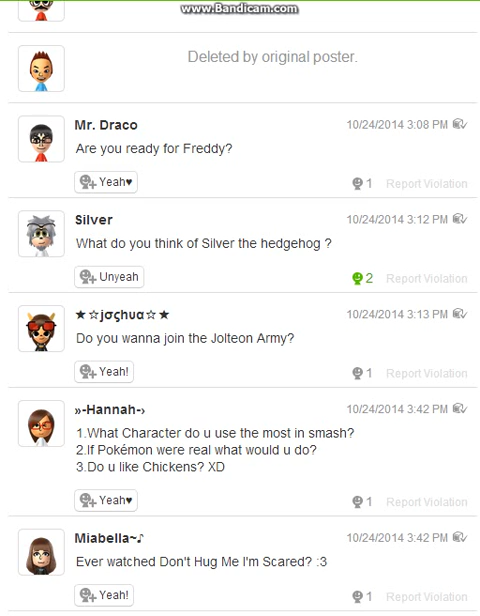 www.Bandicam.com
Deleted by original poster.
Mr. Draco
10/24/2014 3:08 PM
Are you ready for Freddy?
Yeah♥
1 Report Violation
Silver
10/24/2014 3:12 PM
What do you think of Silver the hedgehog ?
Unyeah
2 Report Violation
★☆jσçhυα☆★
10/24/2014 3:13 PM
Do you wanna join the Jolteon Army?
Yeah!
1 Report Violation
»-Hannah-›
10/24/2014 3:42 PM
1.What Character do u use the most in smash?
2.If Pokémon were real what would u do?
3.Do u like Chickens? XD
Yeah♥
1 Report Violation
Miabella~♪
10/24/2014 3:42 PM
Ever watched Don't Hug Me I'm Scared? :3
Yeah!
1 Report Violation